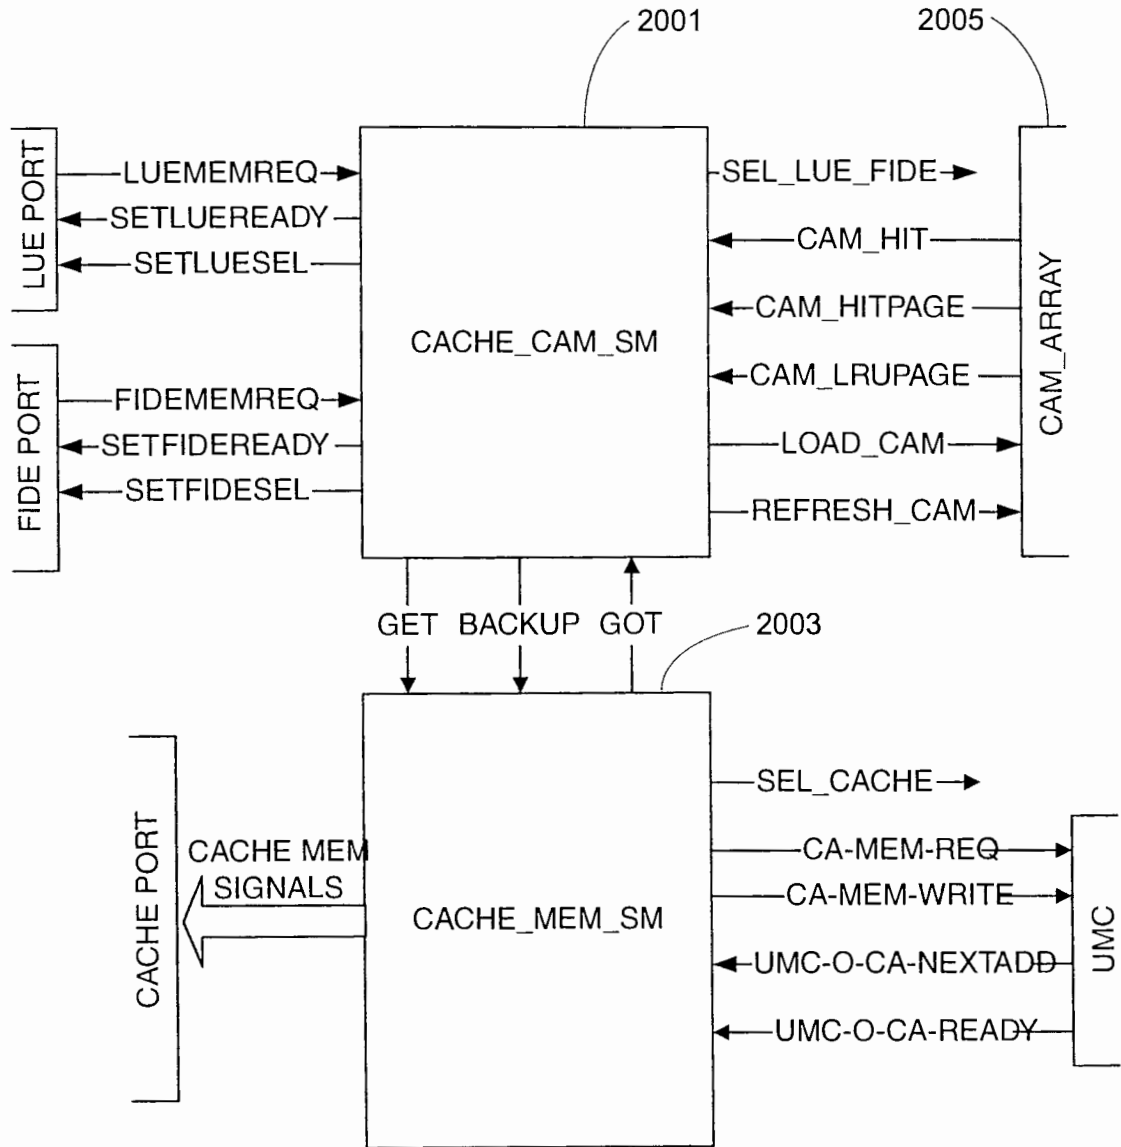 2001
2005
LUE PORT
LUEMEMREQ
SETLUEREADY
SETLUESEL
FIDE PORT
FIDEMEMREQ
SETFIDEREADY
SETFIDESEL
CACHE_CAM_SM
SEL_LUE_FIDE
CAM_HIT
CAM_HITPAGE
CAM_LRUPAGE
LOAD_CAM
REFRESH_CAM
CAM_ARRAY
GET BACKUP GOT
2003
CACHE PORT
CACHE MEM
SIGNALS
CACHE_MEM_SM
SEL_CACHE
CA-MEM-REQ
CA-MEM-WRITE
UMC-O-CA-NEXTADD
UMC-O-CA-READY
UMC